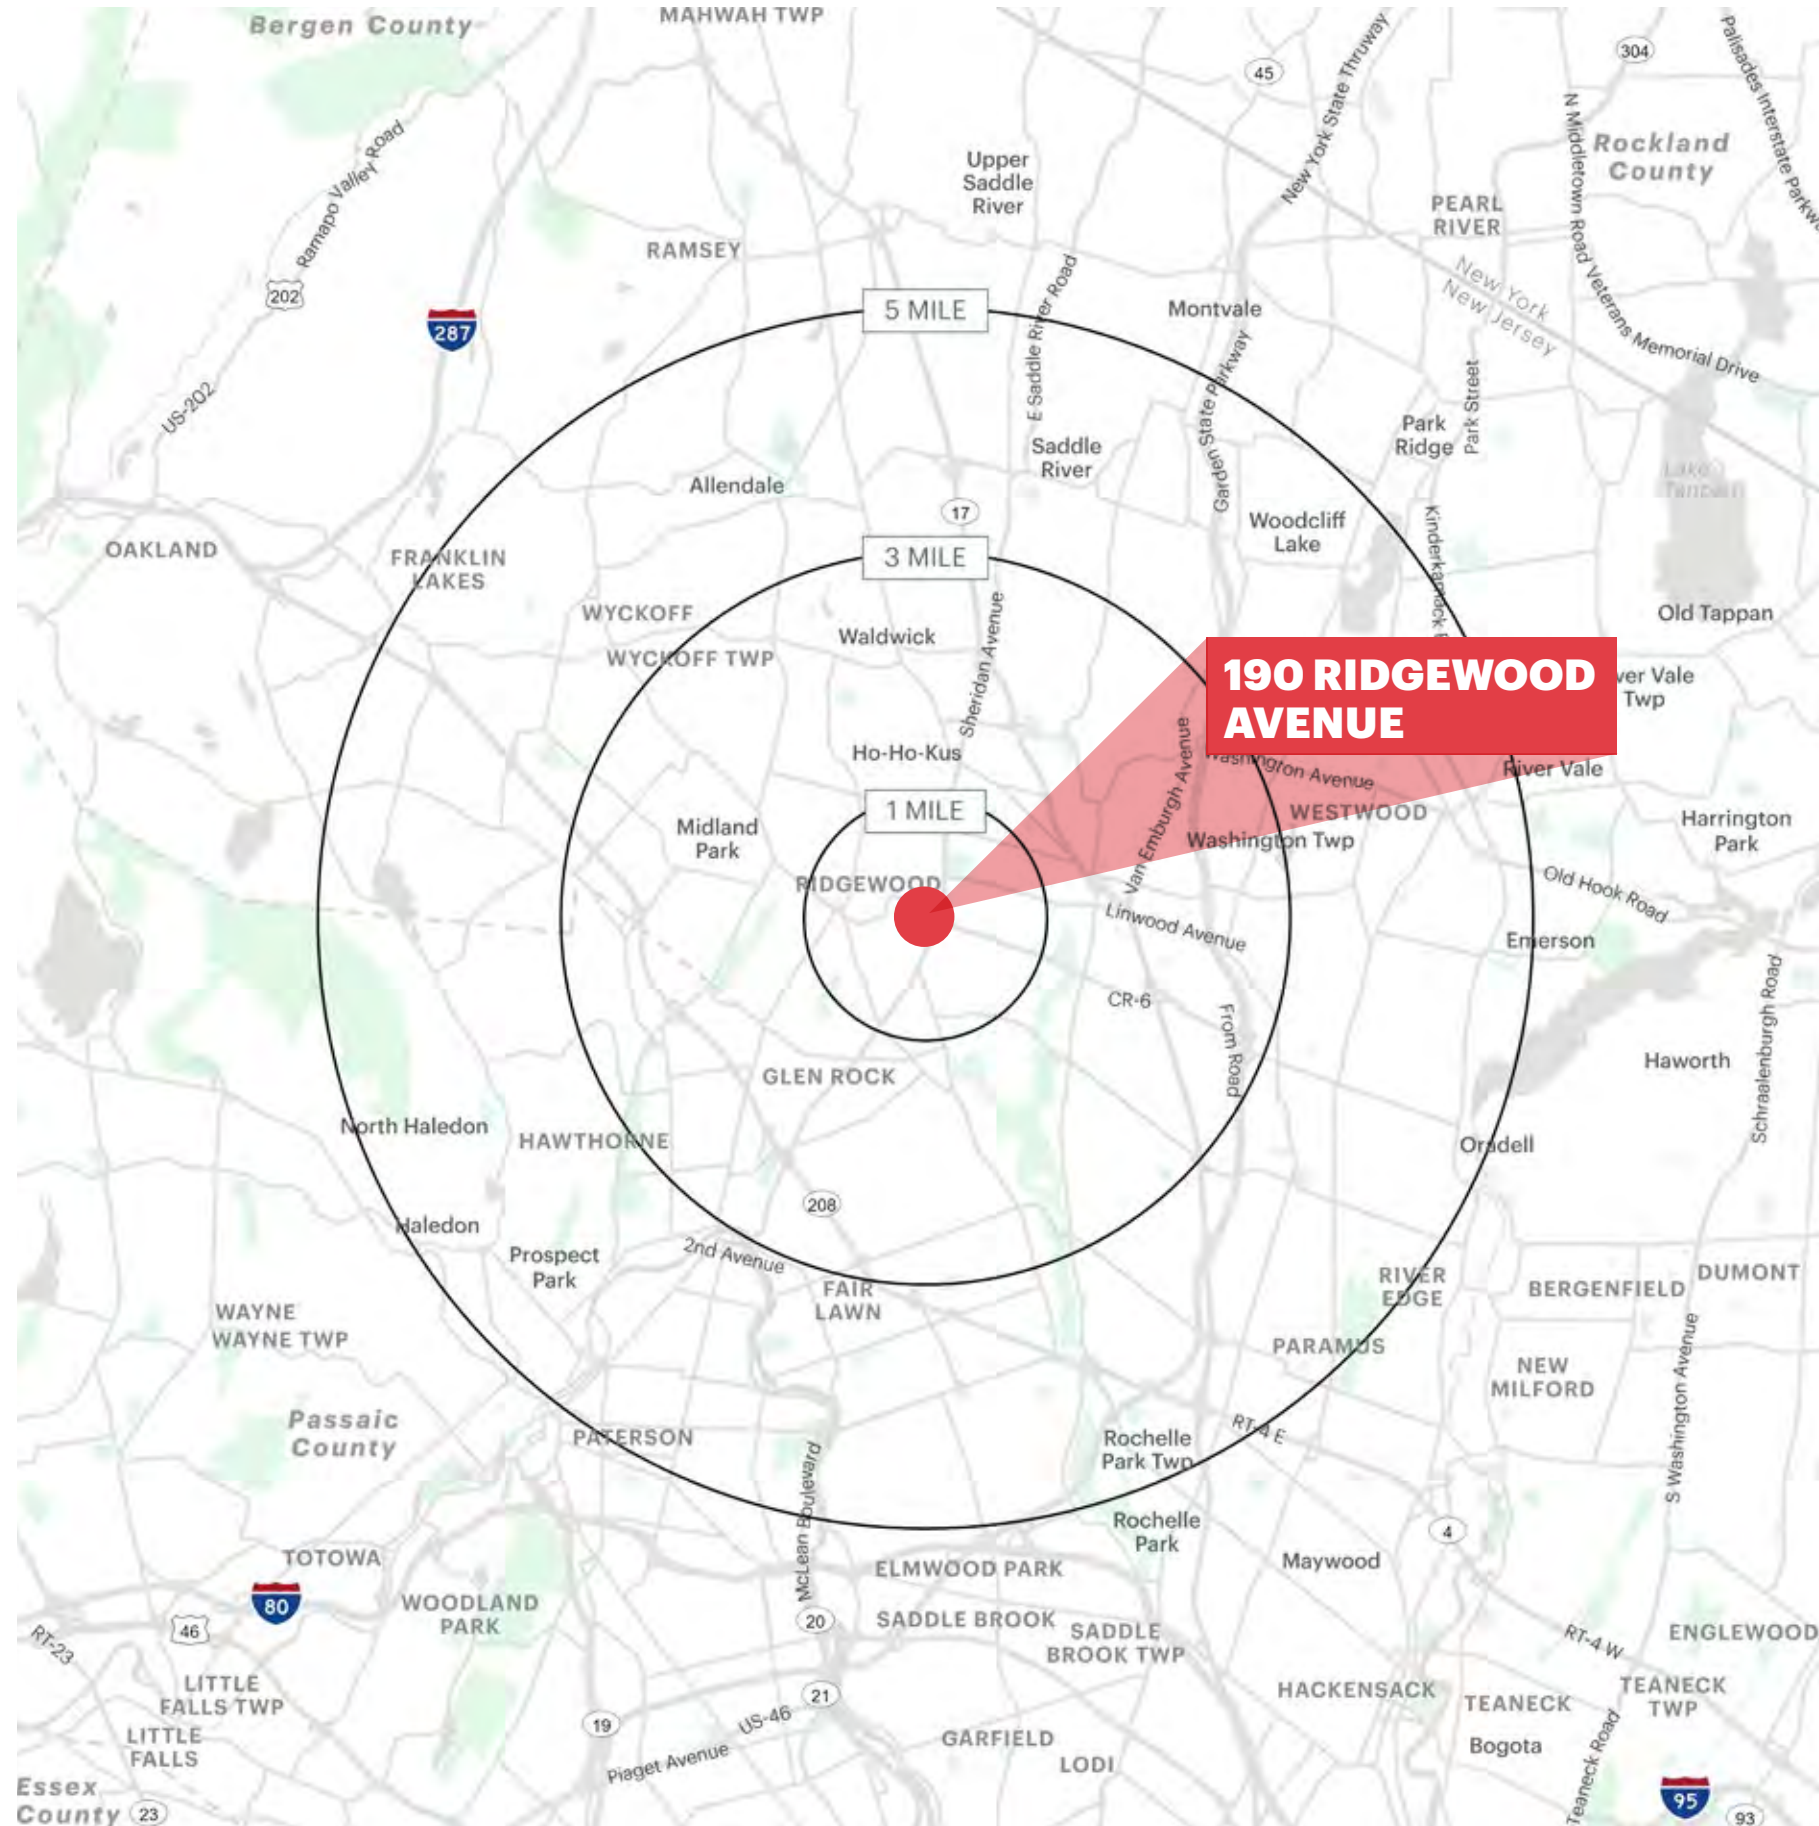 Bergen County
MAHWAH TWP
304
45
New York State Thruway
Palisades Interstate
N Middletown Road
Rockland
County
Ramapo Valley Road
Upper
Saddle
River
PEARL
RIVER
RAMSEY
202
287
5 MILE
E Saddle River Road
Montvale
New York
New Jersey
Veterans Memorial Drive
US-202
Garden State Parkway
Park Street
Park
Ridge
Saddle
River
Allendale
Lake
Tappan
17
Woodcliff
Lake
OAKLAND
FRANKLIN
LAKES
3 MILE
Kinderkamack
WYCKOFF
Waldwick
Sheridan Avenue
WYCKOFF TWP
Old Tappan
190 RIDGEWOOD
AVENUE
Vale
Twp
Ho-Ho-Kus
Van Emburgh Avenue
Washington Avenue
River Vale
1 MILE
WESTWOOD
Midland
Park
Washington Twp
Harrington
Park
RIDGEWOOD
Old Hook Road
Linwood Avenue
Emerson
CR-6
From Road
Schraalenburgh Road
Haworth
GLEN ROCK
North Haledon
HAWTHORNE
Oradell
208
Haledon
2nd Avenue
Prospect
Park
FAIR
LAWN
RIVER
EDGE
BERGENFIELD
DUMONT
WAYNE
WAYNE TWP
PARAMUS
NEW
MILFORD
S Washington Avenue
Passaic
County
PATERSON
RT-4 E
Rochelle
Park Twp
McLean Boulevard
Rochelle
Park
4
TOTOWA
ELMWOOD PARK
Maywood
80
WOODLAND
PARK
46
20
SADDLE BROOK
SADDLE
BROOK TWP
RT-23
RT-4 W
ENGLEWOOD
LITTLE
FALLS TWP
21
HACKENSACK
TEANECK
TEANECK
TWP
19
US-46
LITTLE
FALLS
GARFIELD
LODI
Bogota
Piaget Avenue
Teaneck Road
Essex
County
23
95
93